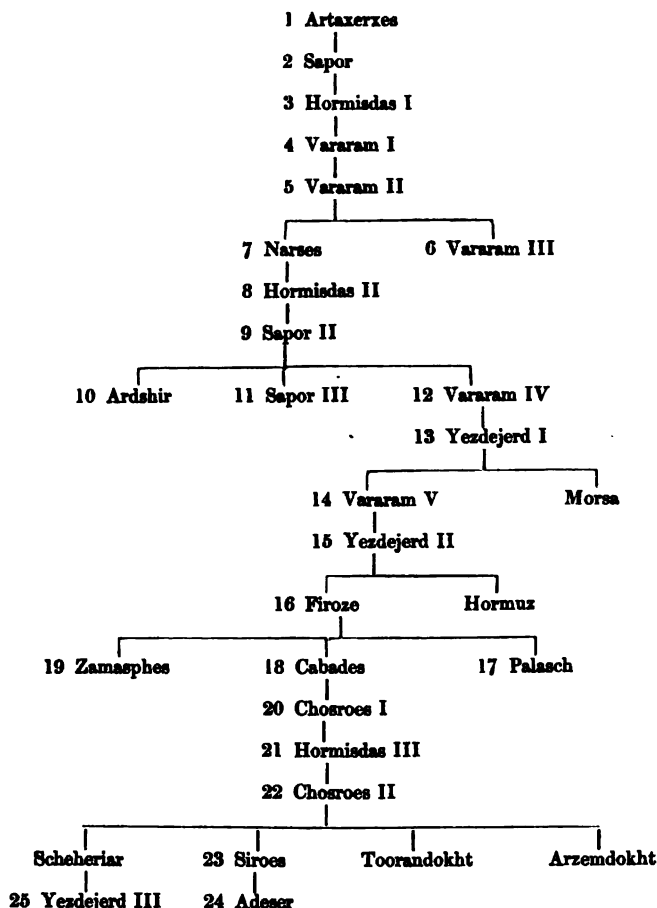 1 Artaxerxes
2 Sapor
3 Hormisdas I
4 Vararam I
5 Vararam II
7 Narses 6 Vararam III
8 Hormisdas II
9 Sapor II
10 Ardshir 11 Sapor III 12 Vararam IV
13 Yezdejerd I
14 Vararam V Morsa
15 Yezdejerd II
16 Firoze Hormuz
19 Zamasphes 18 Cabades 17 Palasch
20 Chosroes I
21 Hormisdas III
22 Chosroes II
Scheheriar 23 Siroes Toorandokht Arzemdokht
25 Yezdejerd III 24 Adeser